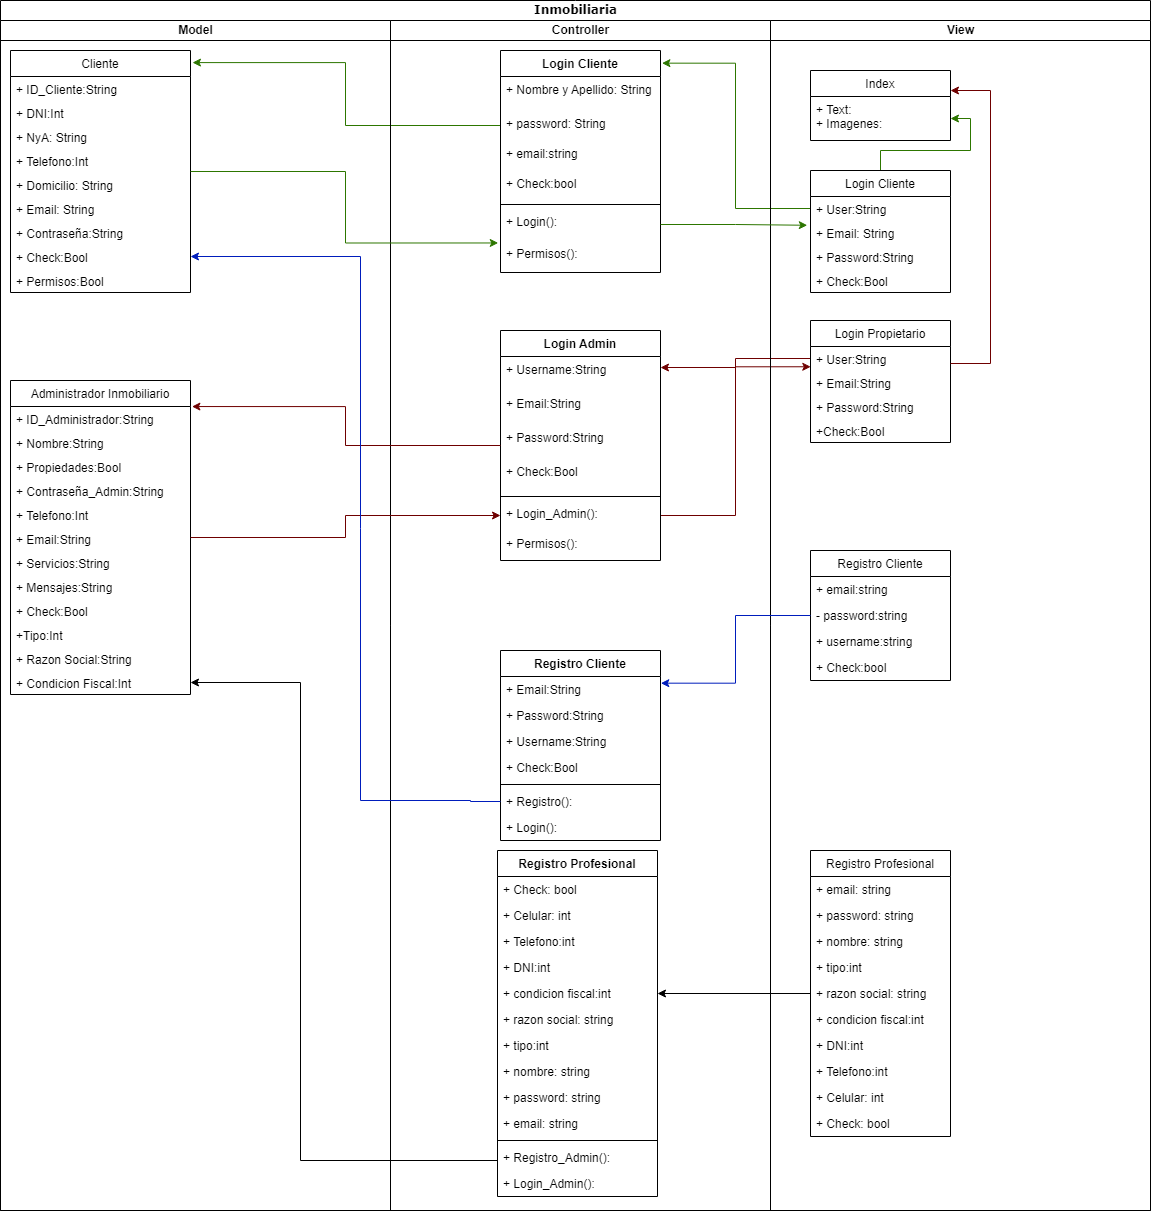 Inmobiliaria
Model
Controller
View
Cliente
+ ID_Cliente:String
+ DNI:Int
+ NyA: String
+ Telefono:Int
+ Domicilio: String
+ Email: String
+ Contraseña:String
+ Check:Bool
+ Permisos:Bool
Administrador Inmobiliario
+ ID_Administrador:String
+ Nombre:String
+ Propiedades:Bool
+ Contraseña_Admin:String
+ Telefono:Int
+ Email:String
+ Servicios:String
+ Mensajes:String
+ Check:Bool
+Tipo:Int
+ Razon Social:String
+ Condicion Fiscal:Int
Login Cliente
+ Nombre y Apellido: String
+ password: String
+ email:string
+ Check:bool
+ Login():
+ Permisos():
Login Admin
+ Username:String
+ Email:String
+ Password:String
+ Check:Bool
+ Login_Admin():
+ Permisos():
Registro Cliente
+ Email:String
+ Password:String
+ Username:String
+ Check:Bool
+ Registro():
+ Login():
Registro Profesional
+ Check: bool
+ Celular: int
+ Telefono:int
+ DNI:int
+ condicion fiscal:int
+ razon social: string
+ tipo:int
+ nombre: string
+ password: string
+ email: string
+ Registro_Admin():
+ Login_Admin():
Index
+ Text:
+ Imagenes:
Login Cliente
+ User:String
+ Email: String
+ Password:String
+ Check:Bool
Login Propietario
+ User:String
+ Email:String
+ Password:String
+Check:Bool
Registro Cliente
+ email:string
- password:string
+ username:string
+ Check:bool
Registro Profesional
+ email: string
+ password: string
+ nombre: string
+ tipo:int
+ razon social: string
+ condicion fiscal:int
+ DNI:int
+ Telefono:int
+ Celular: int
+ Check: bool